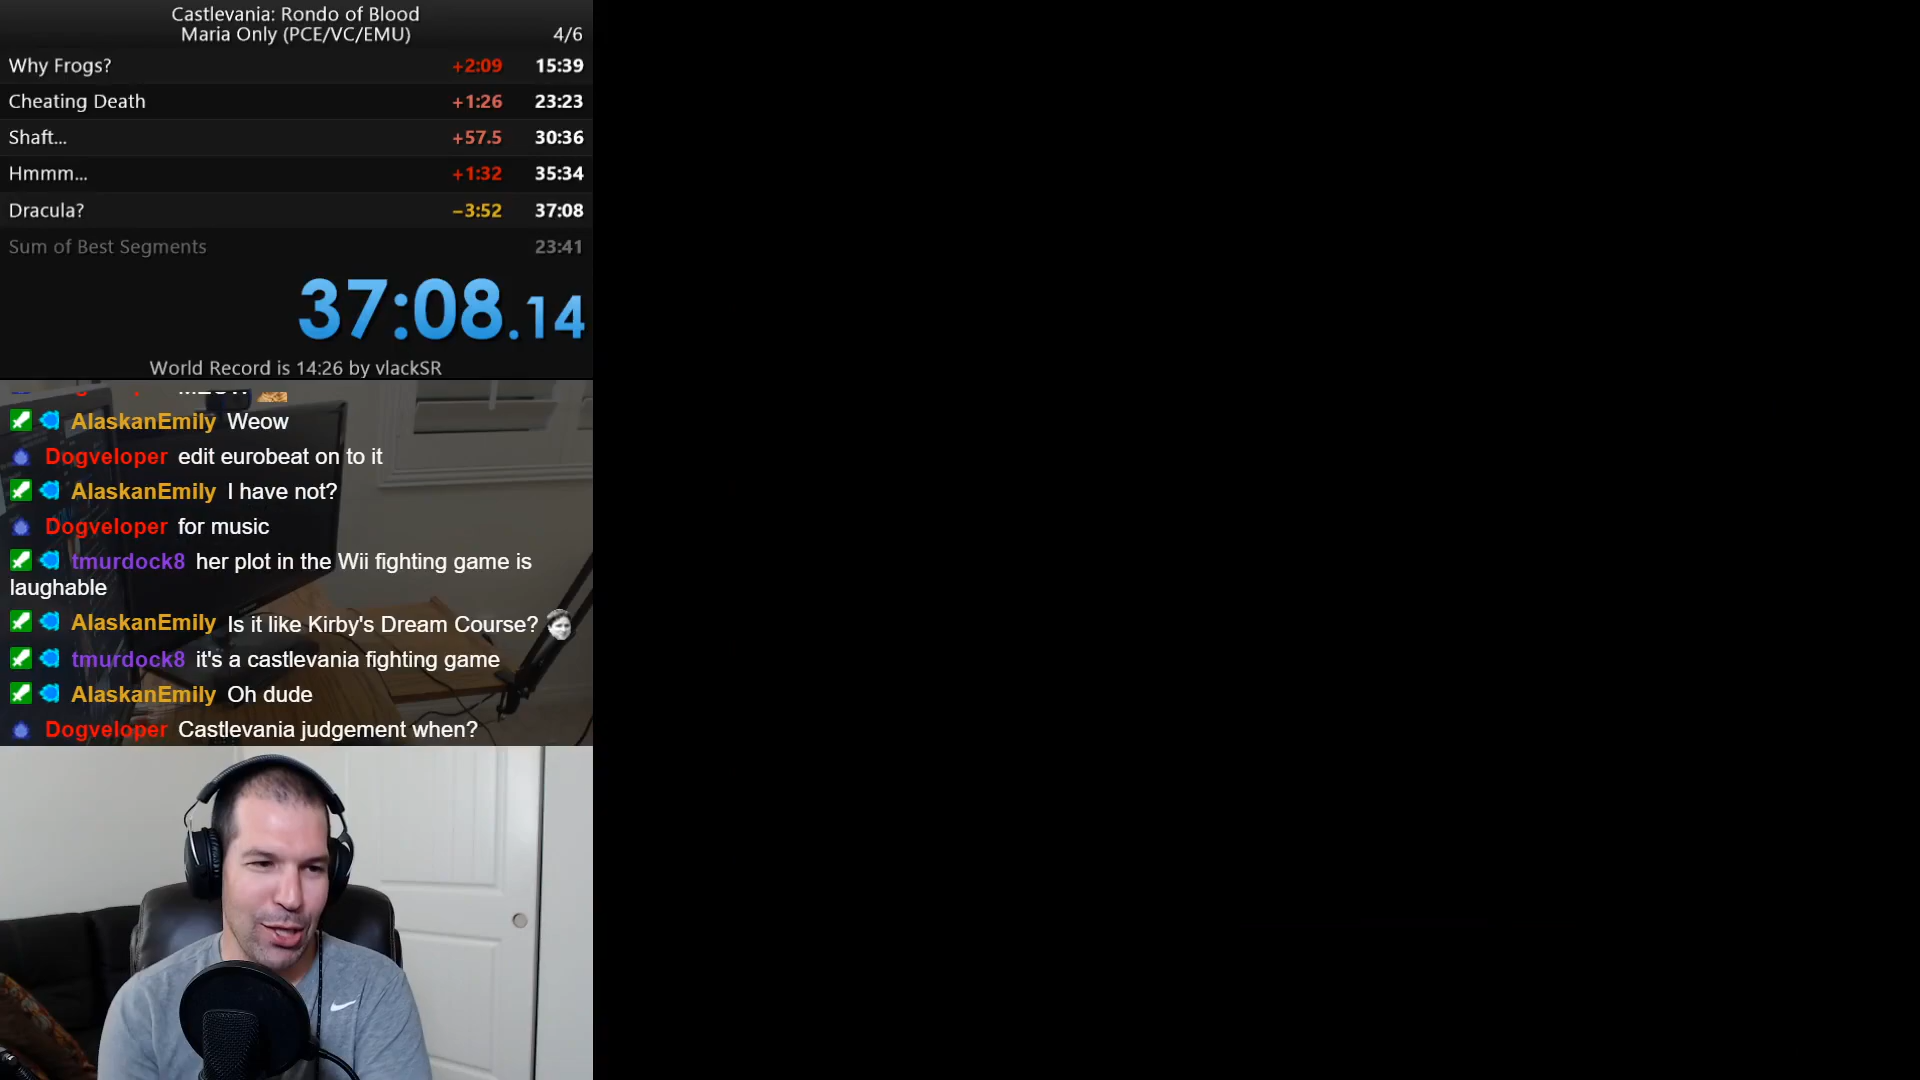 Castlevania: Rondo of Blood
Maria Only (PCE/VC/EMU) 4/6
Why Frogs? +2:09 15:39
Cheating Death +1:26 23:23
Shaft... +57.5 30:36
Hmmm... +1:32 35:34
Dracula? −3:52 37:08
Sum of Best Segments 23:41
37:08.14
World Record is 14:26 by vlackSR
AlaskanEmily Weow
Dogveloper edit eurobeat on to it
AlaskanEmily I have not?
Dogveloper for music
tmurdock8 her plot in the Wii fighting game is
laughable
AlaskanEmily Is it like Kirby's Dream Course?
tmurdock8 it's a castlevania fighting game
AlaskanEmily Oh dude
Dogveloper Castlevania judgement when?